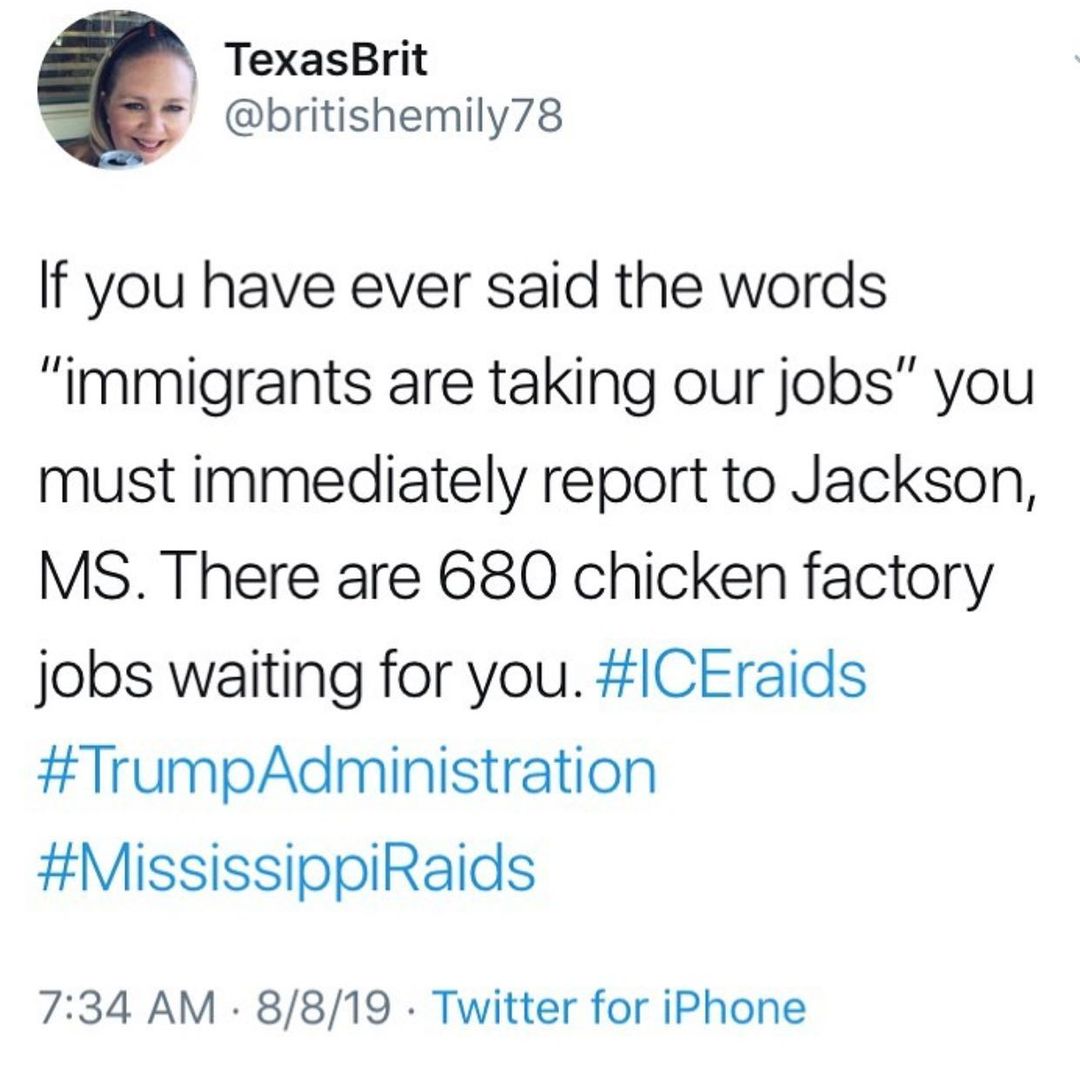 TexasBrit
@britishemily78
If you have ever said the words
“immigrants are taking our jobs” you
must immediately report to Jackson,
MS. There are 680 chicken factory
jobs waiting for you. #ICEraids
#TrumpAdministration
#MississippiRaids
7:34 AM · 8/8/19 · Twitter for iPhone